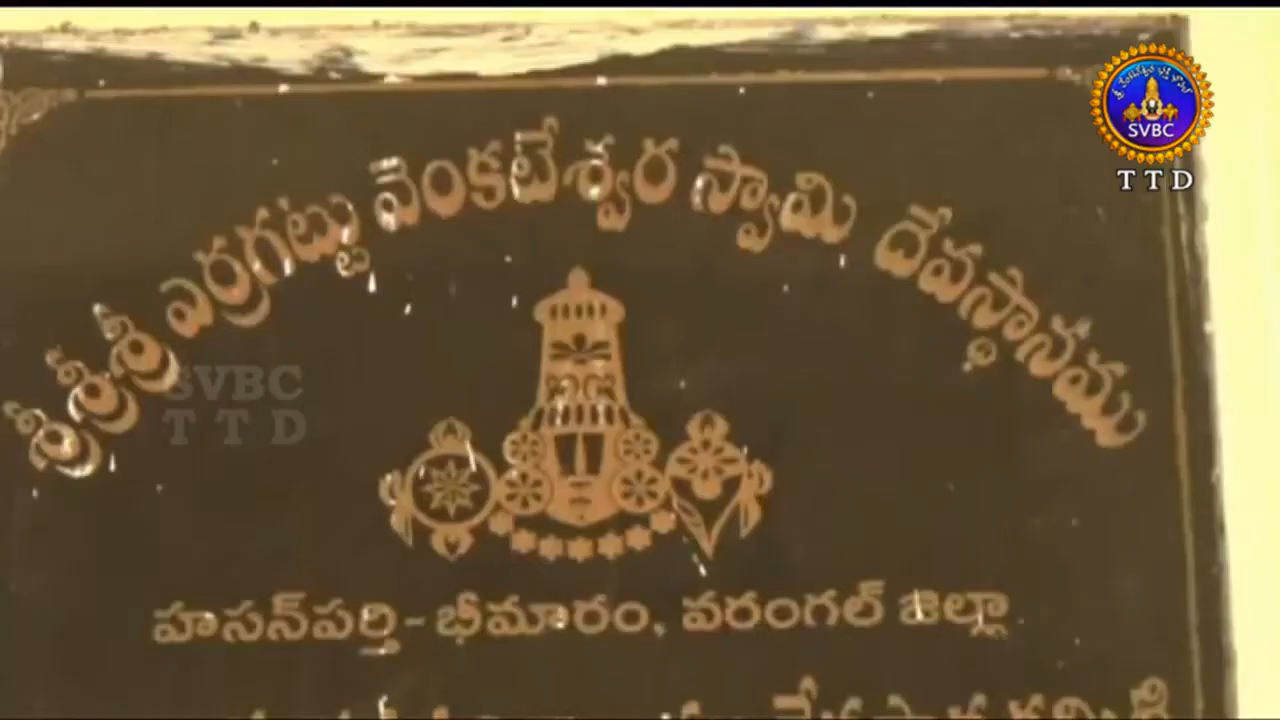 శ్రీ శ్రీ శ్రీ ఎర్రగట్టు వెంకటేశ్వర స్వామి దేవస్థానము
SVBC
TTD
SVBC
TTD
హసన్‌పర్తి - భీమారం, వరంగల్ జిల్లా